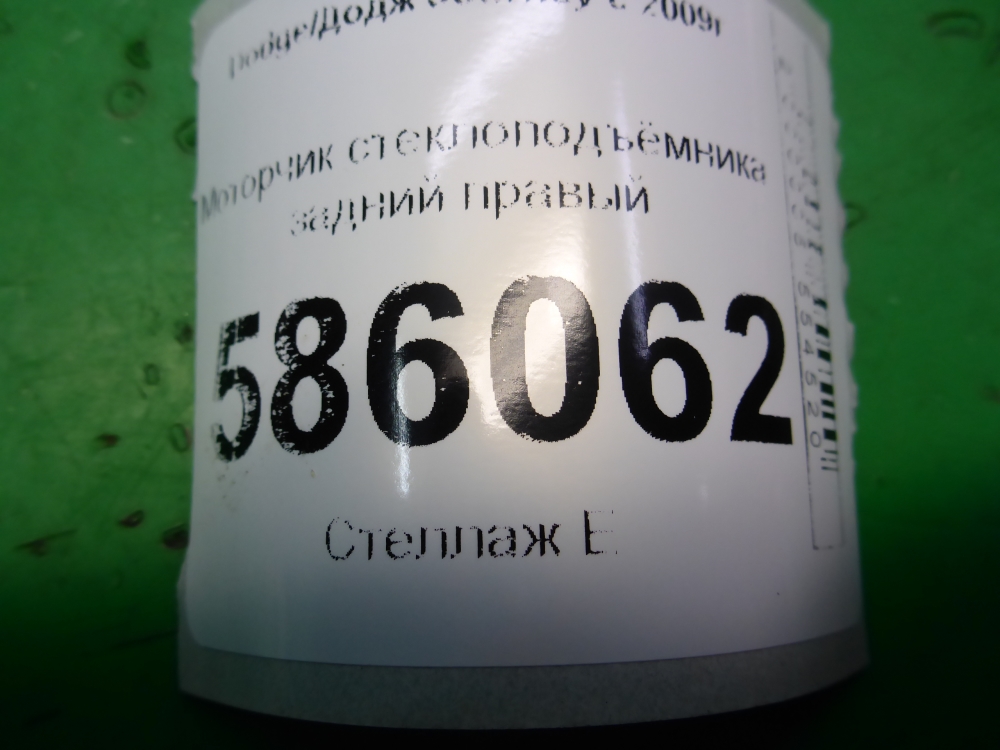 Dodge/Додж с 2009г
Моторчик стеклоподъёмника
задний правый
586062
Стеллаж E